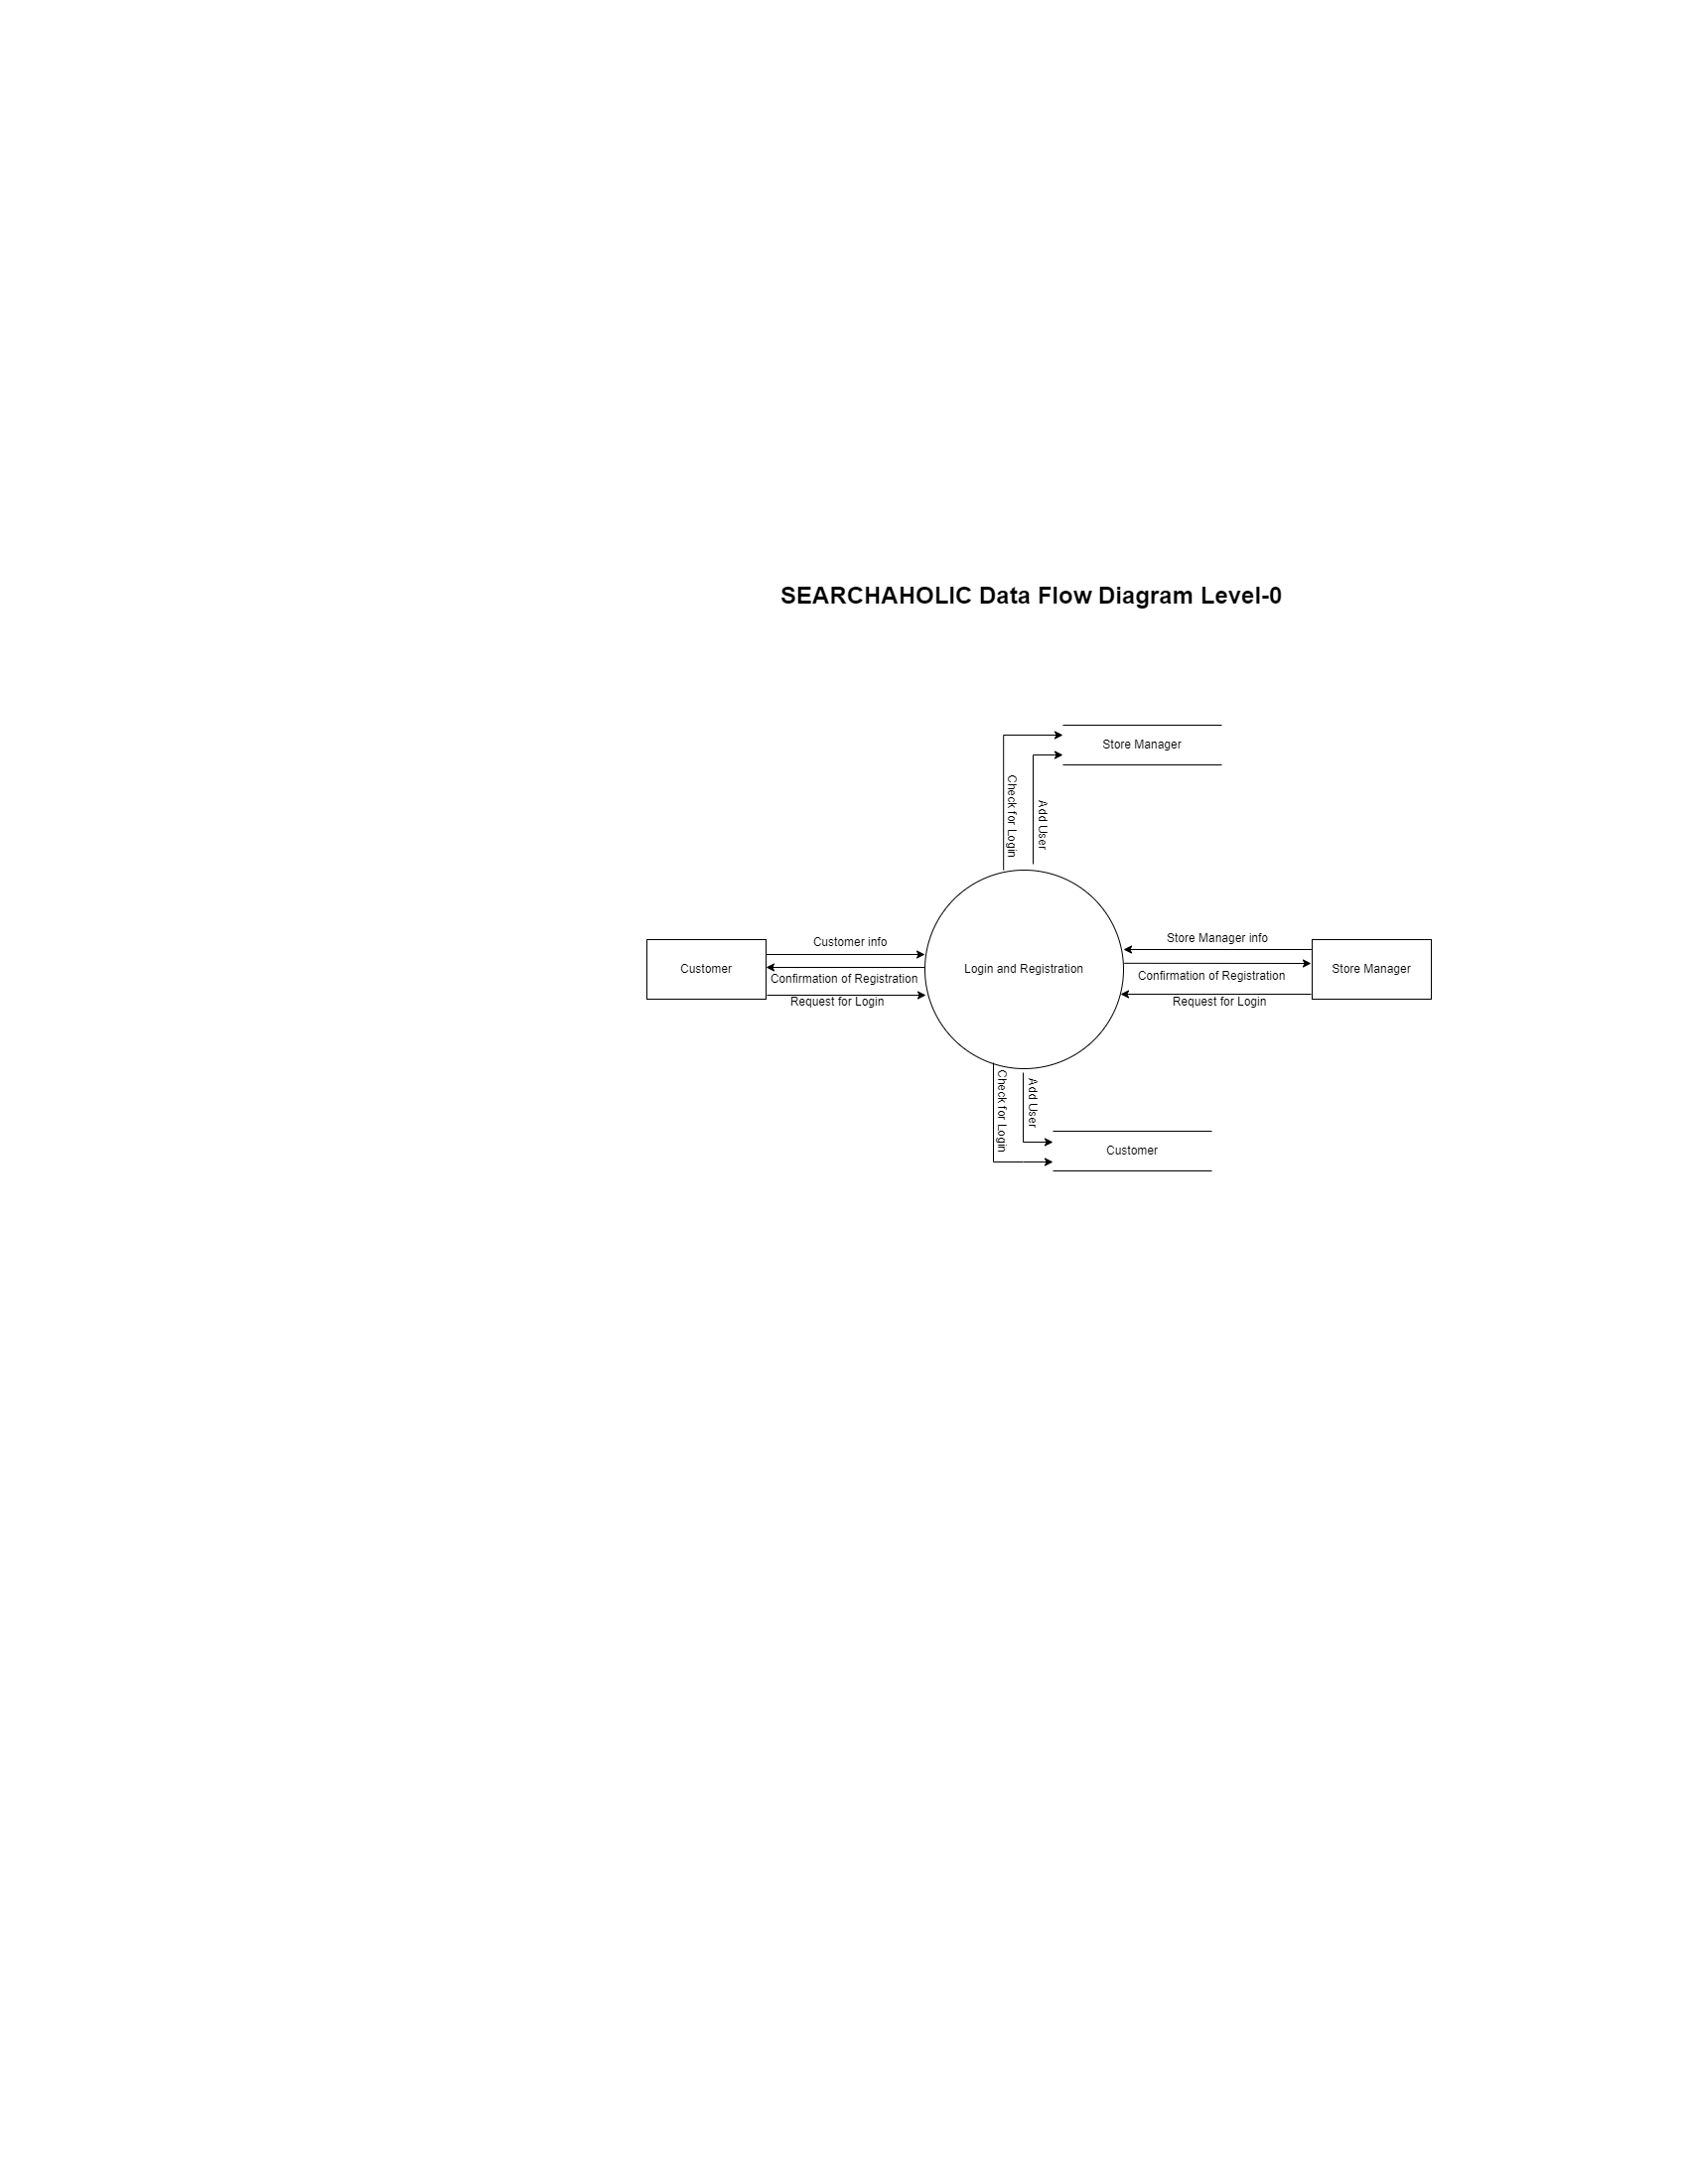 SEARCHAHOLIC Data Flow Diagram Level-0
Store Manager
Check for Login
Add User
Customer info
Store Manager info
Customer
Login and Registration
Store Manager
Confirmation of Registration
Confirmation of Registration
Request for Login
Request for Login
Check for Login
Add User
Customer